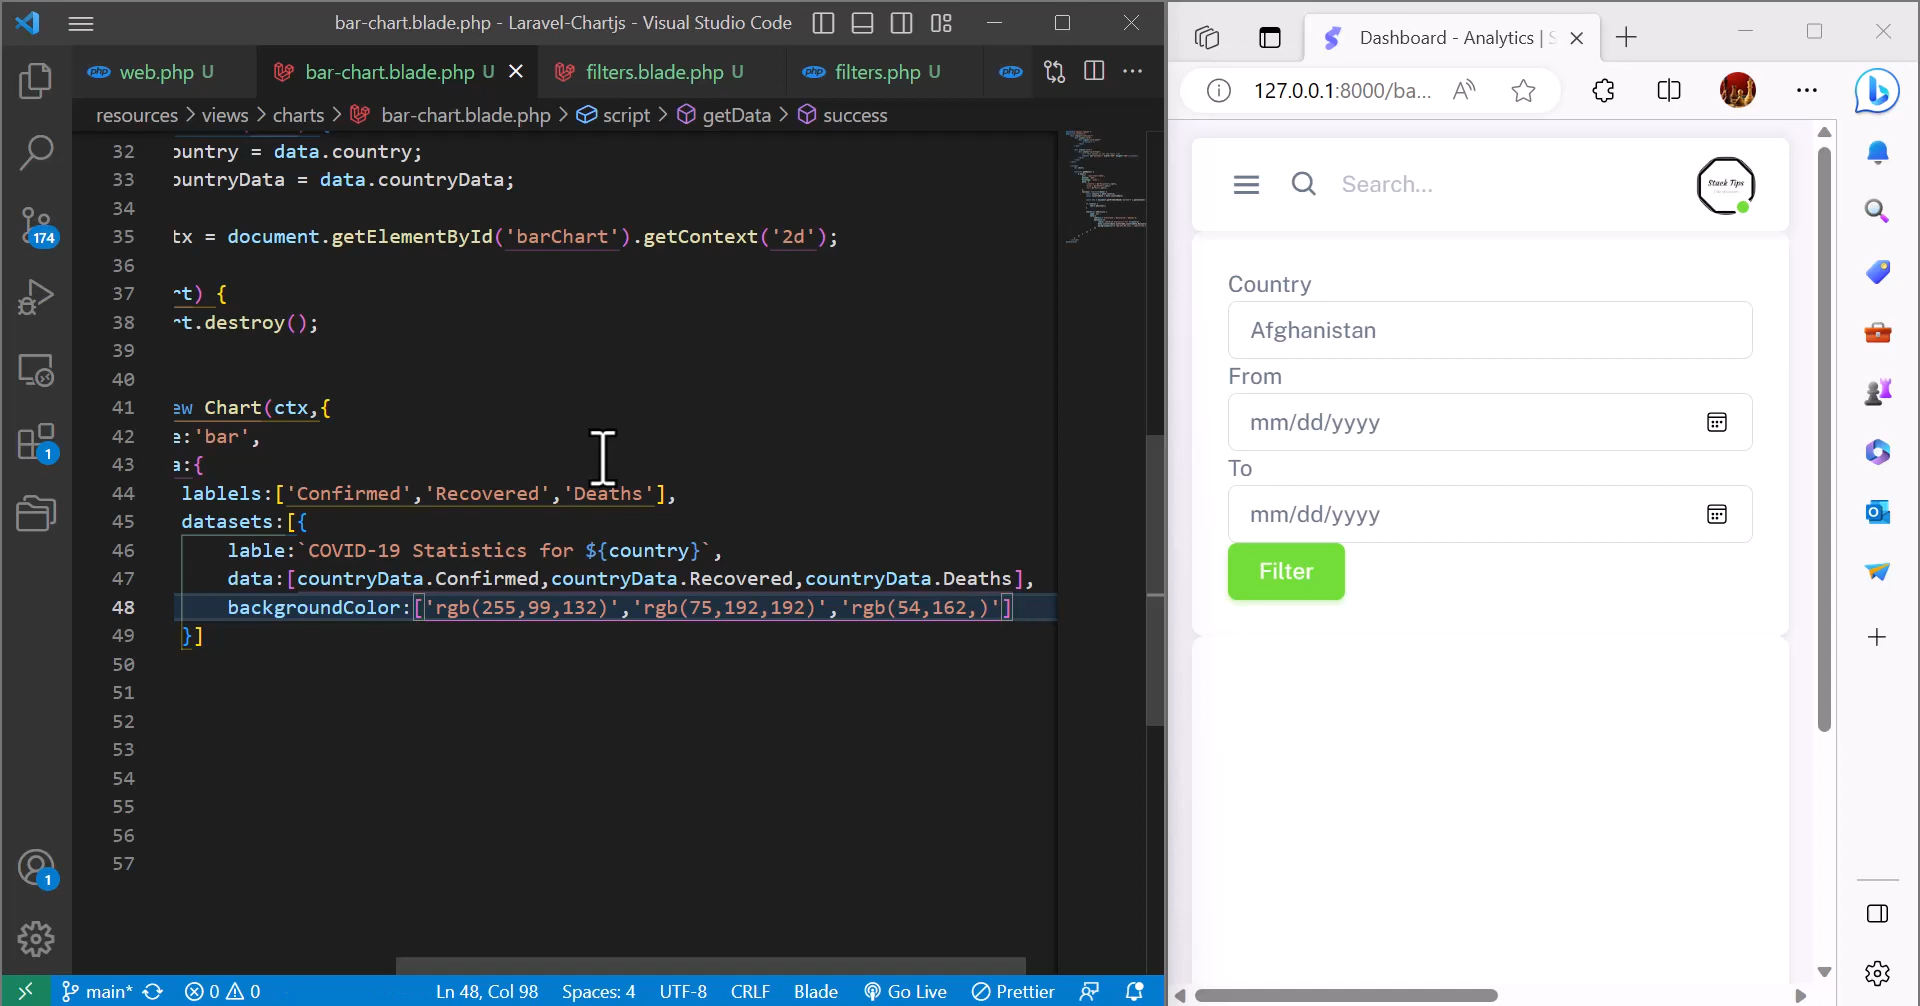 bar-chart.blade.php - Laravel-Chartjs - Visual Studio Code
php web.php U
bar-chart.blade.php U
filters.blade.php U
php filters.php U
php
resources > views > charts > bar-chart.blade.php > script > getData > success
32 ountry = data.country;
33 ountryData = data.countryData;
34
35 tx = document.getElementById('barChart').getContext('2d');
36
37 rt) {
38 rt.destroy();
39
40
41 ew Chart(ctx,{
42 e:'bar',
43 a:{
44 lablels:['Confirmed','Recovered','Deaths'],
45 datasets:[{
46 lable:`COVID-19 Statistics for ${country}`,
47 data:[countryData.Confirmed,countryData.Recovered,countryData.Deaths],
48 backgroundColor:['rgb(255,99,132)','rgb(75,192,192)','rgb(54,162,)']
49 }]
50
51
52
53
54
55
56
57
174
1
1
main* 0 0 Ln 48, Col 98 Spaces: 4 UTF-8 CRLF Blade Go Live Prettier
Dashboard - Analytics | S
127.0.0.1:8000/ba...
Search...
Stack Tips
Country
Afghanistan
From
mm/dd/yyyy
To
mm/dd/yyyy
Filter